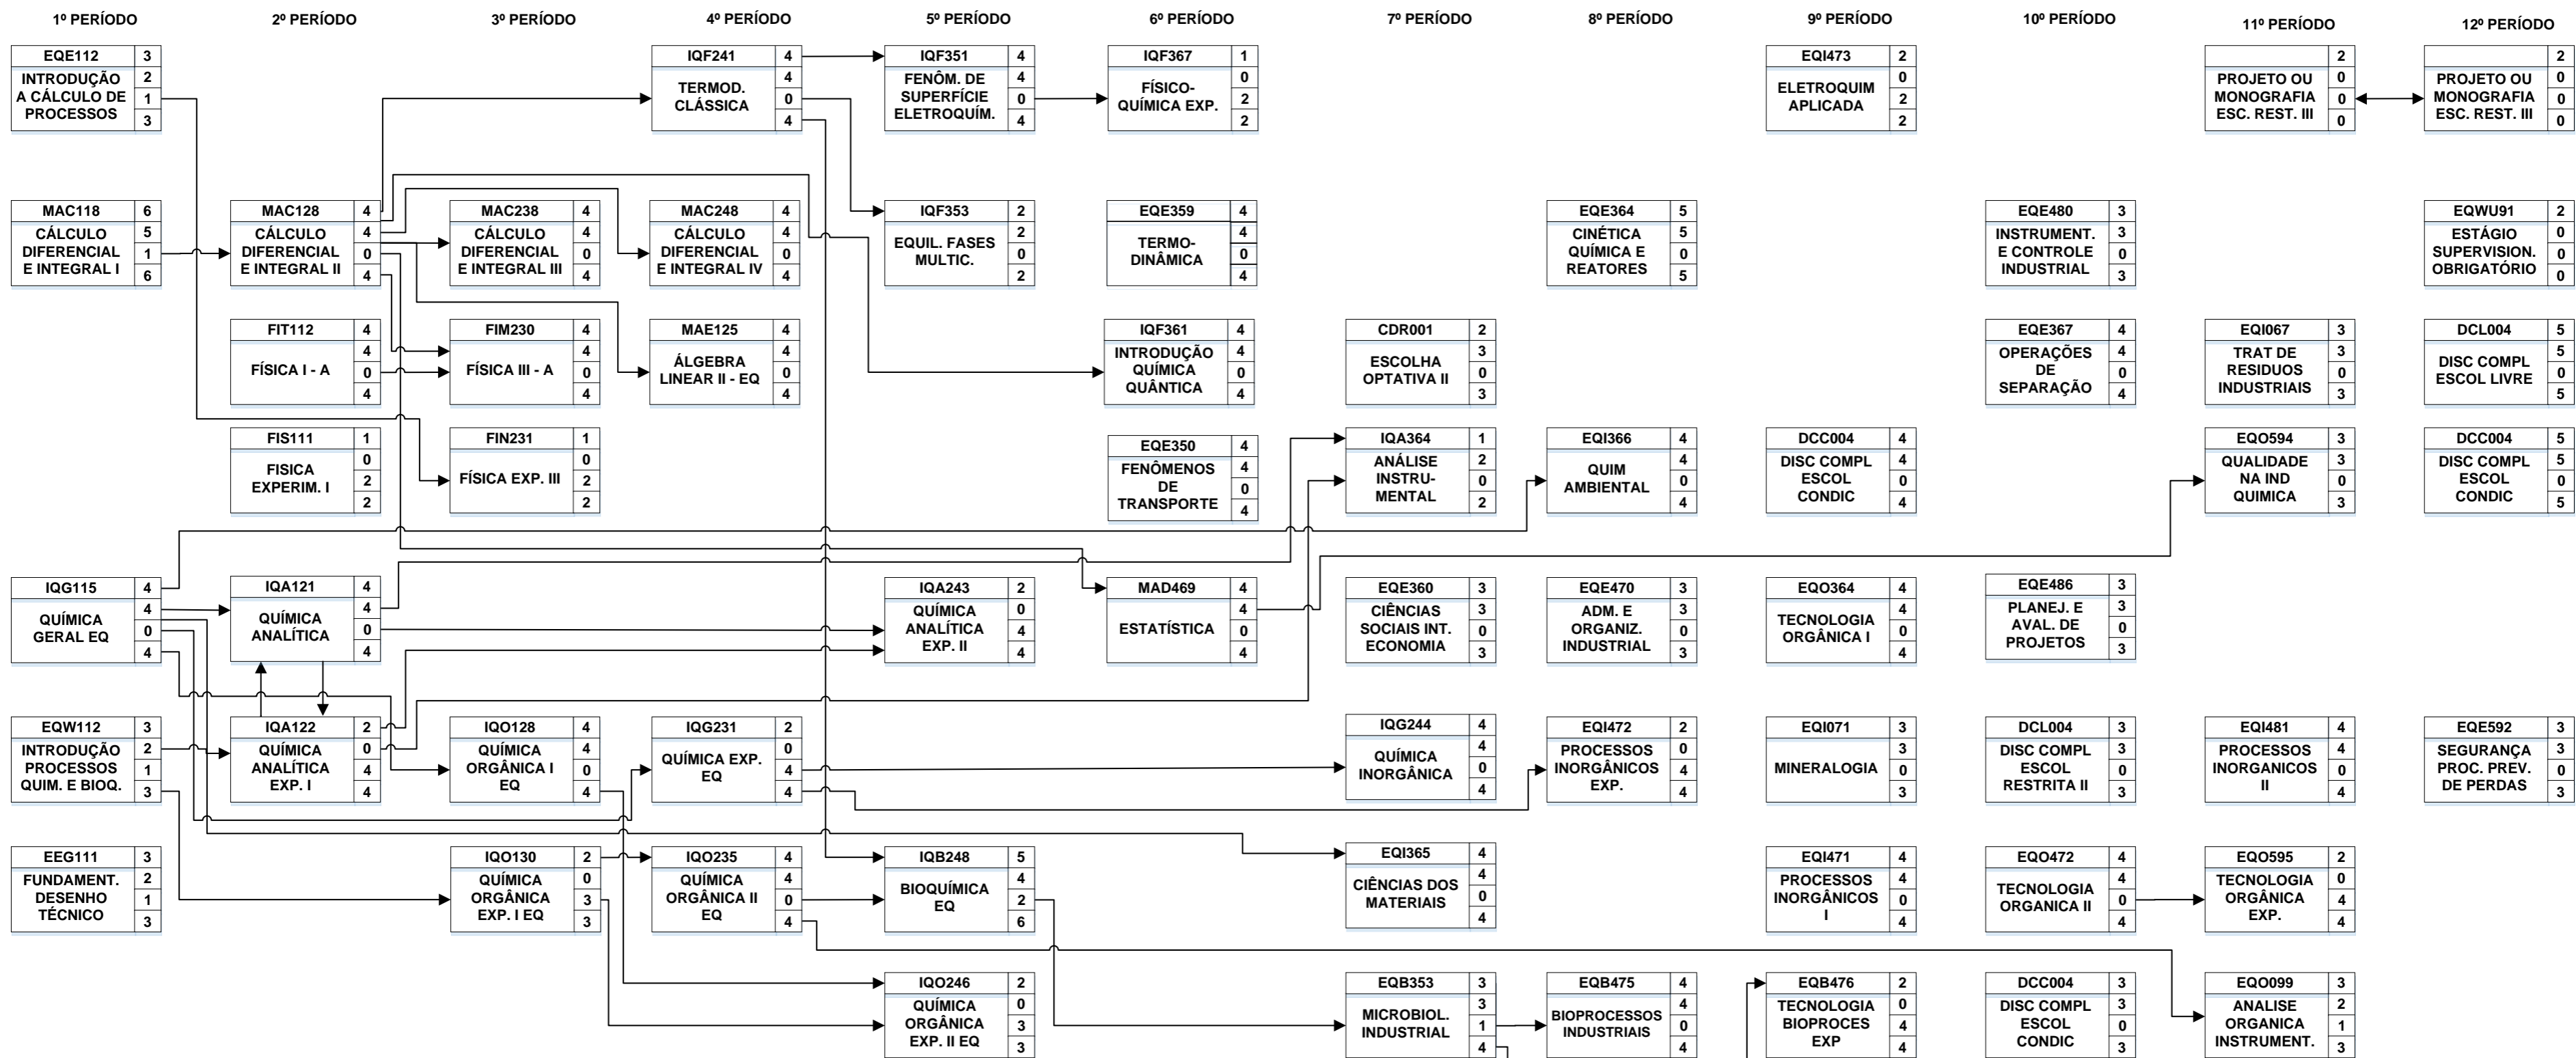 1º PERÍODO 2º PERÍODO 3º PERÍODO 4º PERÍODO 5º PERÍODO 6º PERÍODO 7º PERÍODO 8º PERÍODO 9º PERÍODO 10º PERÍODO 11º PERÍODO 12º PERÍODO
EQE112 3
INTRODUÇÃO 2
A CÁLCULO DE 1
PROCESSOS 3
IQF241 4
4
TERMOD. 0
CLÁSSICA 4
IQF351 4
FENÔM. DE 4
SUPERFÍCIE 0
ELETROQUÍM. 4
IQF367 1
0
FÍSICO- 2
QUÍMICA EXP. 2
EQI473 2
0
ELETROQUIM 2
APLICADA 2
2
PROJETO OU 0
MONOGRAFIA 0
ESC. REST. III 0
2
PROJETO OU 0
MONOGRAFIA 0
ESC. REST. III 0
MAC118 6
CÁLCULO 5
DIFERENCIAL 1
E INTEGRAL I 6
MAC128 4
CÁLCULO 4
DIFERENCIAL 0
E INTEGRAL II 4
MAC238 4
CÁLCULO 4
DIFERENCIAL 0
E INTEGRAL III 4
MAC248 4
CÁLCULO 4
DIFERENCIAL 0
E INTEGRAL IV 4
IQF353 2
2
EQUIL. FASES 0
MULTIC. 2
EQE359 4
4
TERMO- 0
DINÂMICA 4
EQE364 5
CINÉTICA 5
QUÍMICA E 0
REATORES 5
EQE480 3
INSTRUMENT. 3
E CONTROLE 0
INDUSTRIAL 3
EQWU91 2
ESTÁGIO 0
SUPERVISION. 0
OBRIGATÓRIO 0
FIT112 4
4
FÍSICA I - A 0
4
FIM230 4
4
FÍSICA III - A 0
4
MAE125 4
4
ÁLGEBRA 0
LINEAR II - EQ 4
IQF361 4
INTRODUÇÃO 4
QUÍMICA 0
QUÂNTICA 4
CDR001 2
3
ESCOLHA 0
OPTATIVA II 3
EQE367 4
OPERAÇÕES 4
DE 0
SEPARAÇÃO 4
EQI067 3
TRAT DE 3
RESIDUOS 0
INDUSTRIAIS 3
DCL004 5
5
DISC COMPL 0
ESCOL LIVRE 5
FIS111 1
0
FISICA 2
EXPERIM. I 2
FIN231 1
0
FÍSICA EXP. III 2
2
EQE350 4
FENÔMENOS 4
DE 0
TRANSPORTE 4
IQA364 1
ANÁLISE 2
INSTRU- 0
MENTAL 2
EQI366 4
4
QUIM 0
AMBIENTAL 4
DCC004 4
DISC COMPL 4
ESCOL 0
CONDIC 4
EQO594 3
QUALIDADE 3
NA IND 0
QUIMICA 3
DCC004 5
DISC COMPL 5
ESCOL 0
CONDIC 5
IQG115 4
4
QUÍMICA 0
GERAL EQ 4
IQA121 4
4
QUÍMICA 0
ANALÍTICA 4
IQA243 2
QUÍMICA 0
ANALÍTICA 4
EXP. II 4
MAD469 4
4
ESTATÍSTICA 0
4
EQE360 3
CIÊNCIAS 3
SOCIAIS INT. 0
ECONOMIA 3
EQE470 3
ADM. E 3
ORGANIZ. 0
INDUSTRIAL 3
EQO364 4
4
TECNOLOGIA 0
ORGÂNICA I 4
EQE486 3
PLANEJ. E 3
AVAL. DE 0
PROJETOS 3
EQW112 3
INTRODUÇÃO 2
PROCESSOS 1
QUIM. E BIOQ. 3
IQA122 2
QUÍMICA 0
ANALÍTICA 4
EXP. I 4
IQO128 4
QUÍMICA 4
ORGÂNICA I 0
EQ 4
IQG231 2
0
QUÍMICA EXP. 4
EQ 4
IQG244 4
4
QUÍMICA 0
INORGÂNICA 4
EQI472 2
PROCESSOS 0
INORGÂNICOS 4
EXP. 4
EQI071 3
3
MINERALOGIA 0
3
DCL004 3
DISC COMPL 3
ESCOL 0
RESTRITA II 3
EQI481 4
PROCESSOS 4
INORGANICOS 0
II 4
EQE592 3
SEGURANÇA 3
PROC. PREV. 0
DE PERDAS 3
EEG111 3
FUNDAMENT. 2
DESENHO 1
TÉCNICO 3
IQO130 2
QUÍMICA 0
ORGÂNICA 3
EXP. I EQ 3
IQO235 4
QUÍMICA 4
ORGÂNICA II 0
EQ 4
IQB248 5
4
BIOQUÍMICA 2
EQ 6
EQI365 4
4
CIÊNCIAS DOS 0
MATERIAIS 4
EQI471 4
PROCESSOS 4
INORGÂNICOS 0
I 4
EQO472 4
4
TECNOLOGIA 0
ORGANICA II 4
EQO595 2
TECNOLOGIA 0
ORGÂNICA 4
EXP. 4
IQO246 2
QUÍMICA 0
ORGÂNICA 3
EXP. II EQ 3
EQB353 3
3
MICROBIOL. 1
INDUSTRIAL 4
EQB475 4
4
BIOPROCESSOS 0
INDUSTRIAIS 4
EQB476 2
TECNOLOGIA 0
BIOPROCES 4
EXP 4
DCC004 3
DISC COMPL 3
ESCOL 0
CONDIC 3
EQO099 3
ANALISE 2
ORGANICA 1
INSTRUMENT. 3